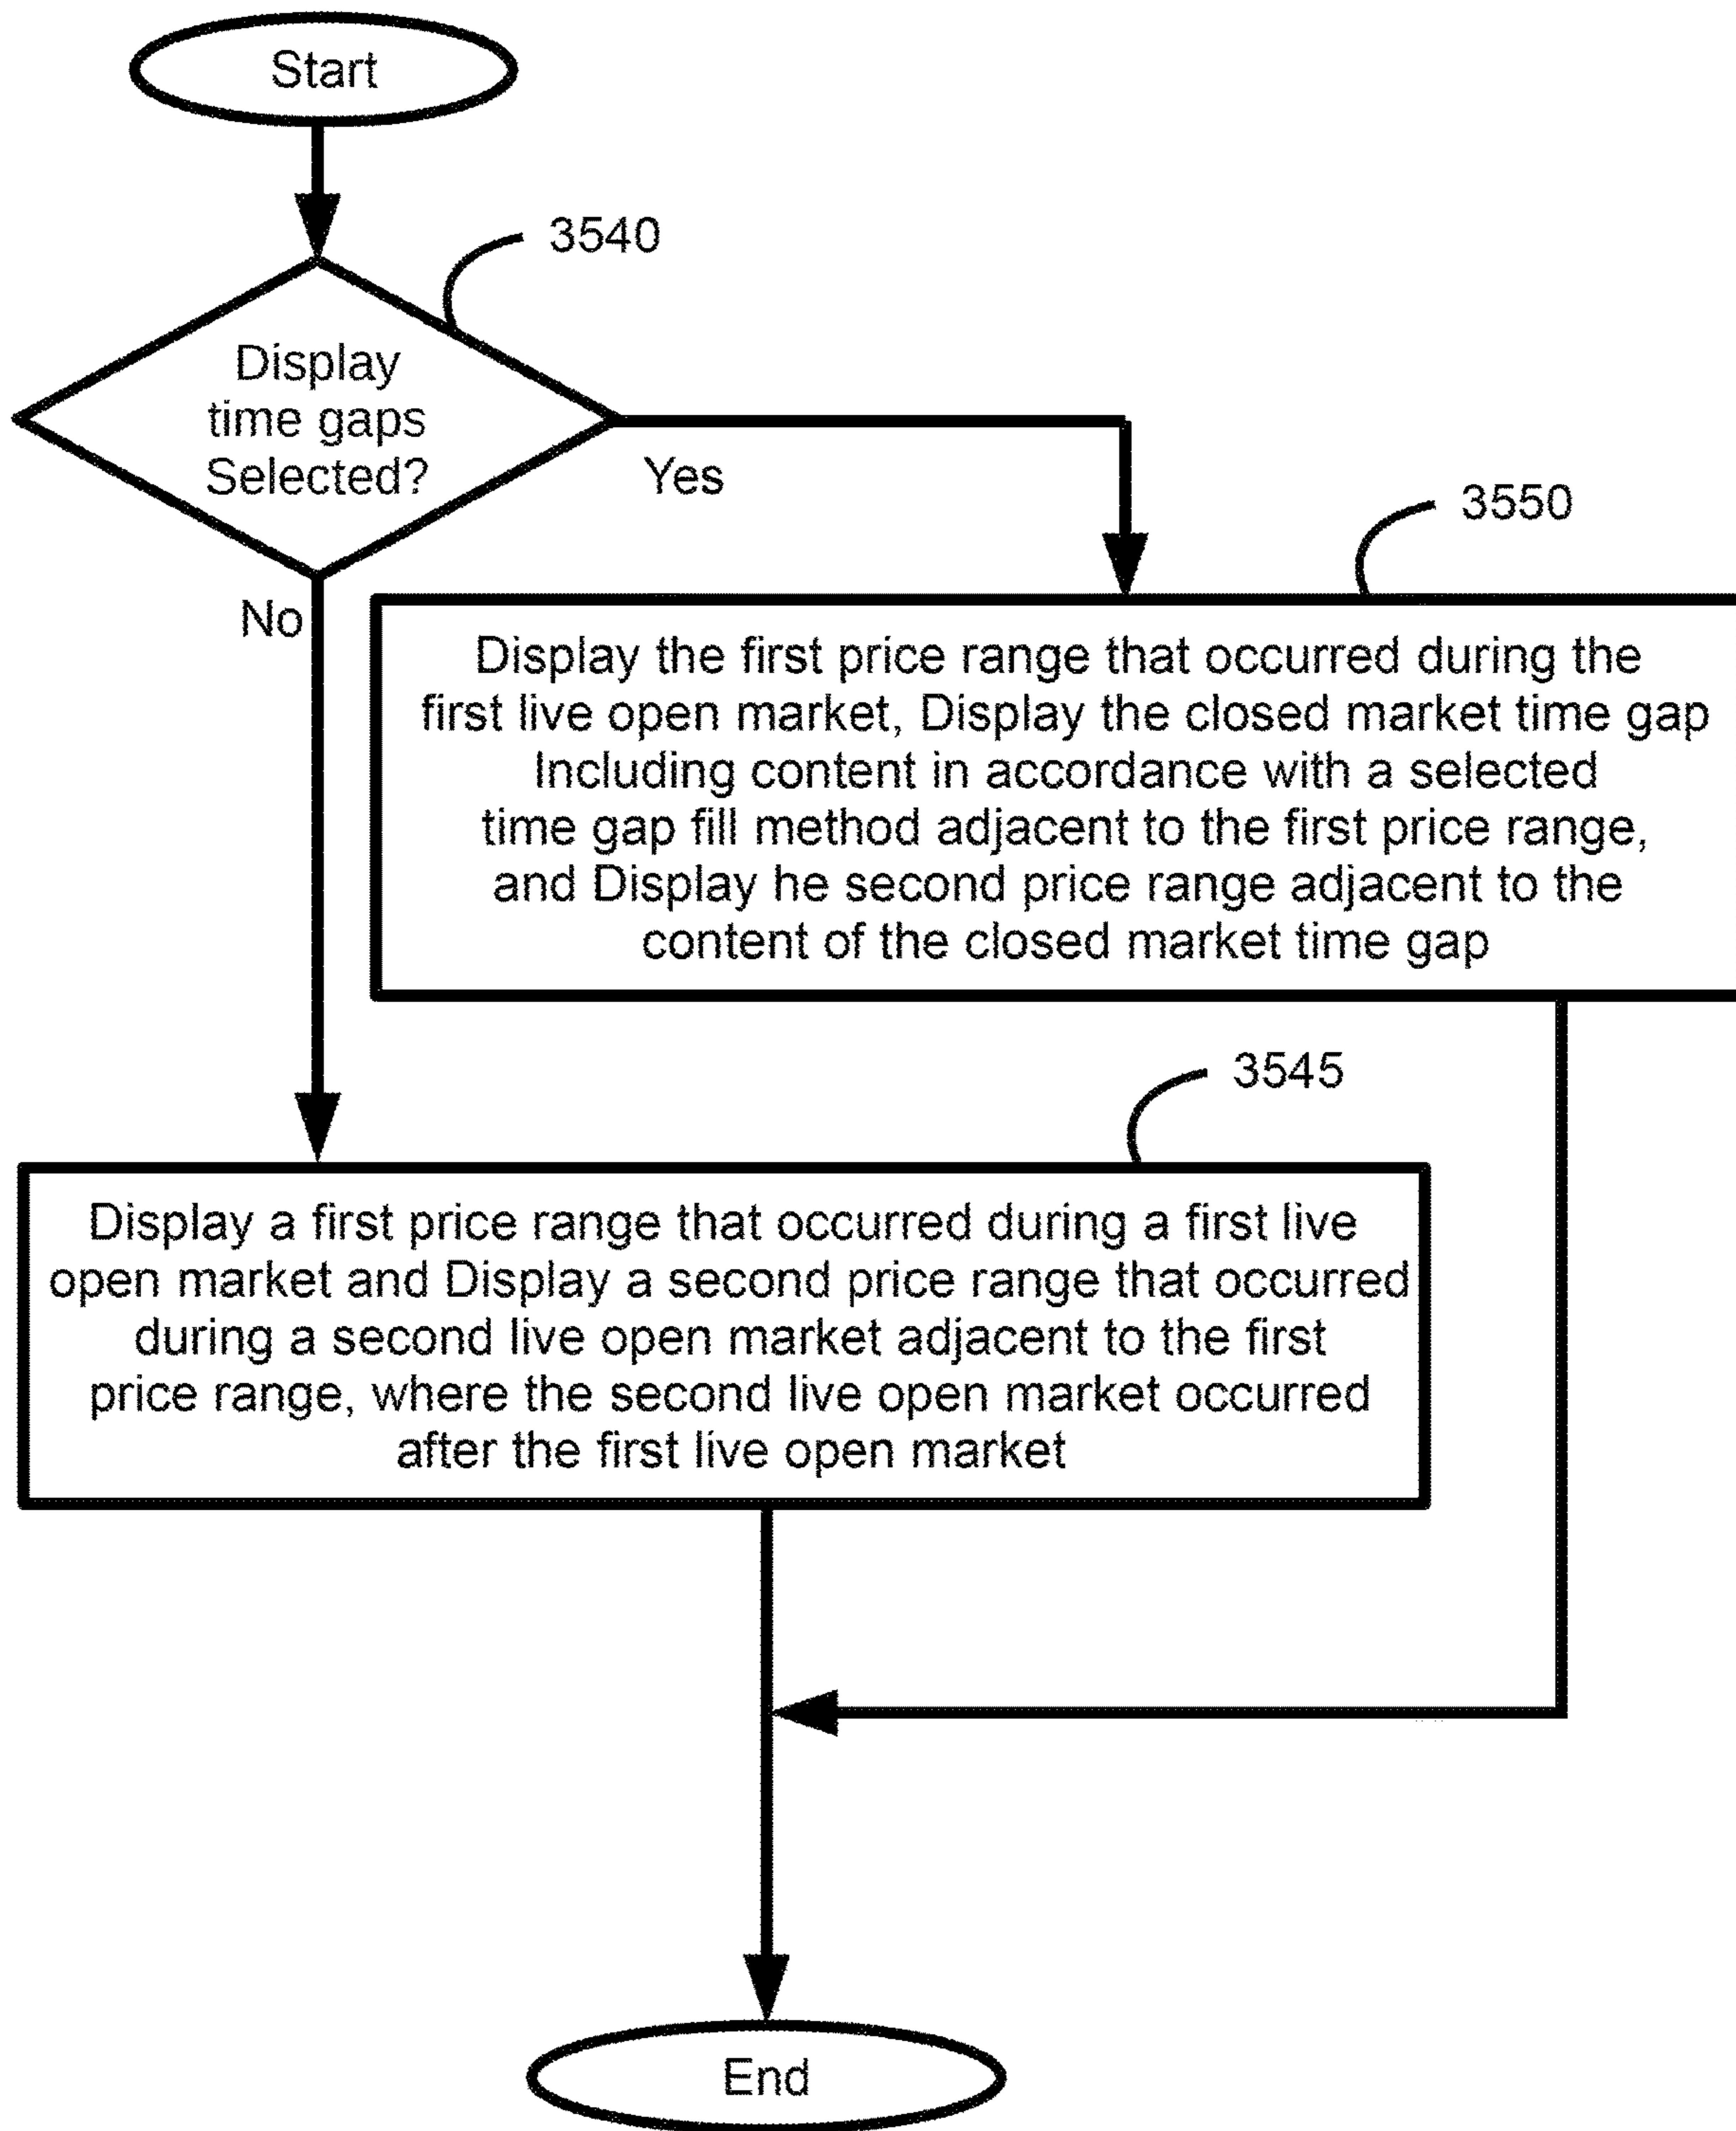 Start
3540
Display
time gaps
Selected?
Yes
3550
No
Display the first price range that occurred during the
first live open market, Display the closed market time gap
Including content in accordance with a selected
time gap fill method adjacent to the first price range,
and Display he second price range adjacent to the
content of the closed market time gap
3545
Display a first price range that occurred during a first live
open market and Display a second price range that occurred
during a second live open market adjacent to the first
price range, where the second live open market occurred
after the first live open market
End